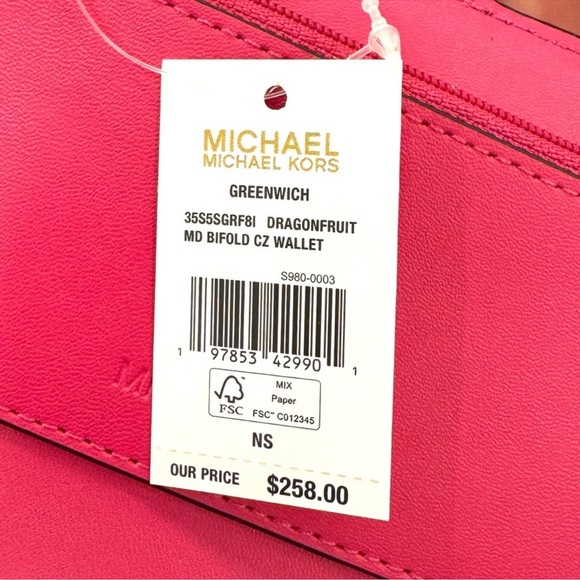 MICHAEL
MICHAEL KORS
GREENWICH
35S5SGRF8I DRAGONFRUIT
MD BIFOLD CZ WALLET
S980-0003
1 97853 42990 1
FSC
MIX
Paper
FSC™ C012345
NS
OUR PRICE $258.00
M